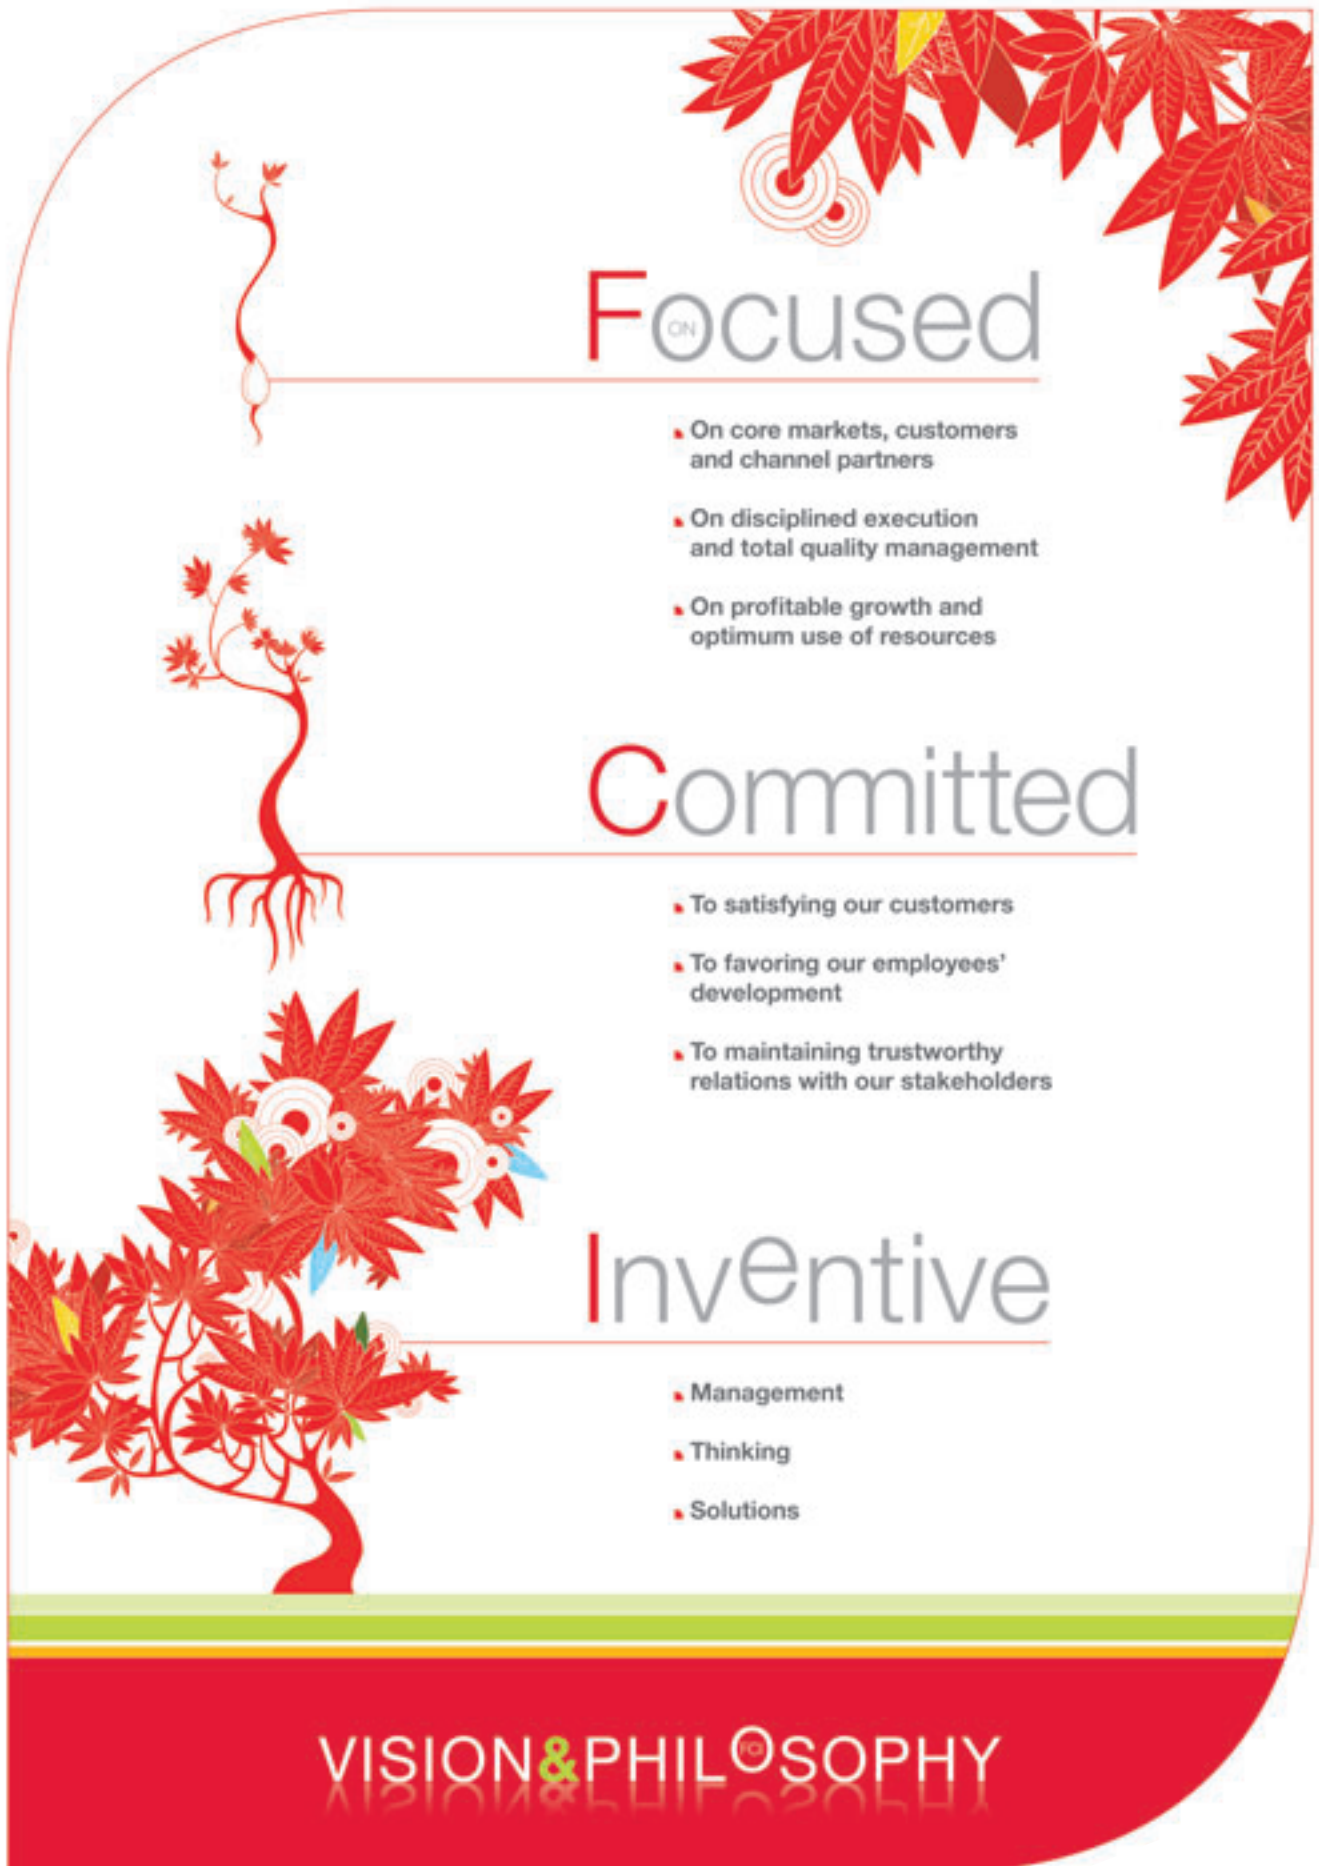 Focused
ON
On core markets, customers
and channel partners
On disciplined execution
and total quality management
On profitable growth and
optimum use of resources
Committed
To satisfying our customers
To favoring our employees’
development
To maintaining trustworthy
relations with our stakeholders
Inventive
Management
Thinking
Solutions
VISION&PHILOSOPHY
FCI